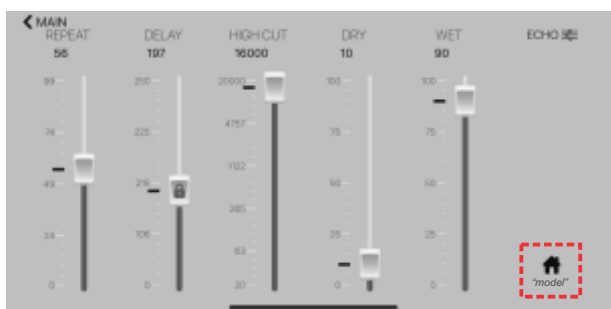 MAIN
REPEAT DELAY HIGH CUT DRY WET ECHO
56 197 16000 10 90
99 250 20000 100 100
74 225 4757 75 75
49 215 1122 50 50
24 106 265 25 25
0 0 63 0 0
20
"model"